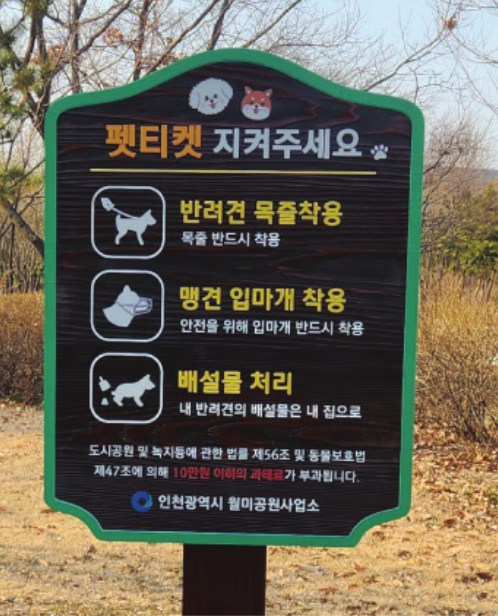 펫티켓 지켜주세요
반려견 목줄착용
목줄 반드시 착용
맹견 입마개 착용
안전을 위해 입마개 반드시 착용
배설물 처리
내 반려견의 배설물은 내 집으로
도시공원 및 녹지등에 관한 법률 제56조 및 동물보호법
제47조에 의해 10만원 이하의 과태료가 부과됩니다.
인천광역시 월미공원사업소